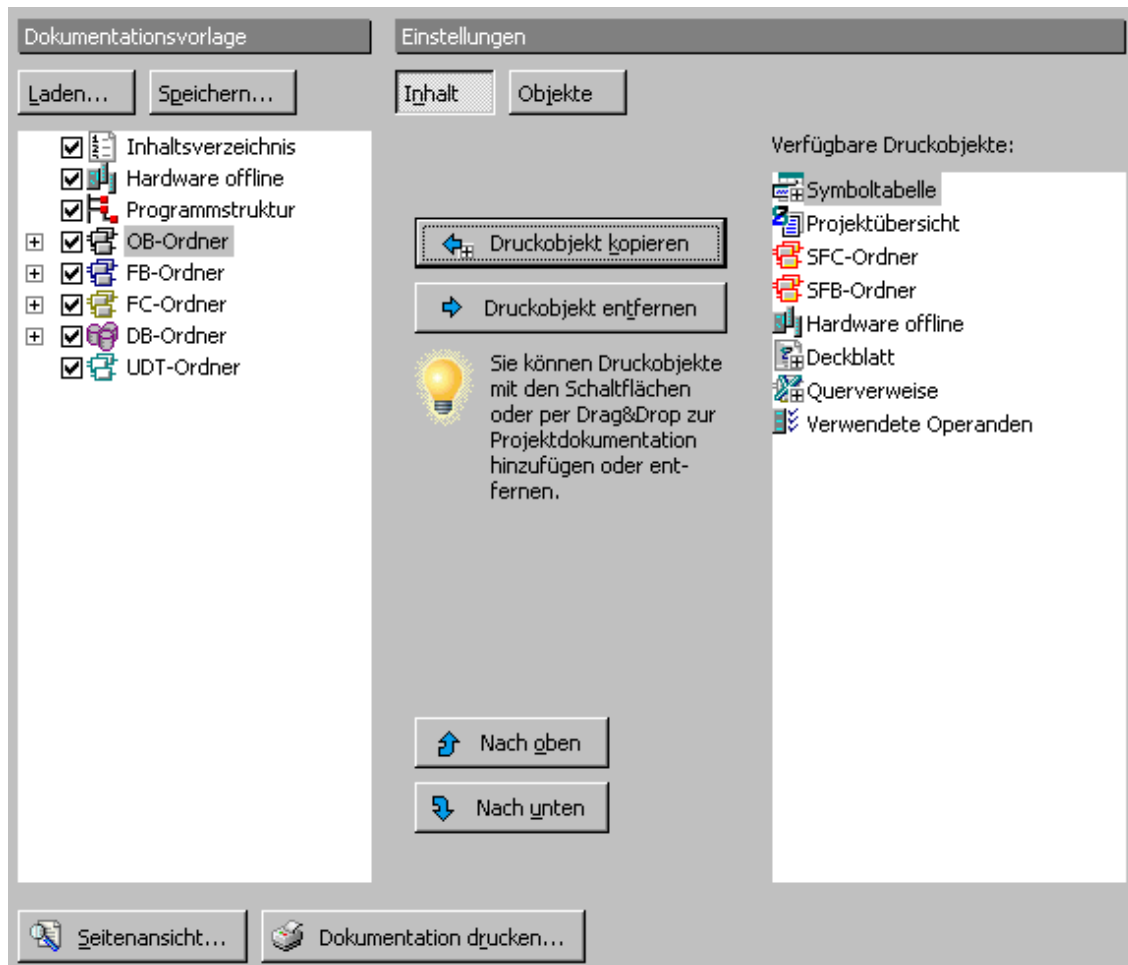 Dokumentationsvorlage
Einstellungen
Laden...
Speichern...
Inhalt
Objekte
Inhaltsverzeichnis
Hardware offline
Programmstruktur
OB-Ordner
FB-Ordner
FC-Ordner
DB-Ordner
UDT-Ordner
Druckobjekt kopieren
Druckobjekt entfernen
Sie können Druckobjekte
mit den Schaltflächen
oder per Drag&Drop zur
Projektdokumentation
hinzufügen oder ent-
fernen.
Nach oben
Nach unten
Verfügbare Druckobjekte:
Symboltabelle
Projektübersicht
SFC-Ordner
SFB-Ordner
Hardware offline
Deckblatt
Querverweise
Verwendete Operanden
Seitenansicht...
Dokumentation drucken...